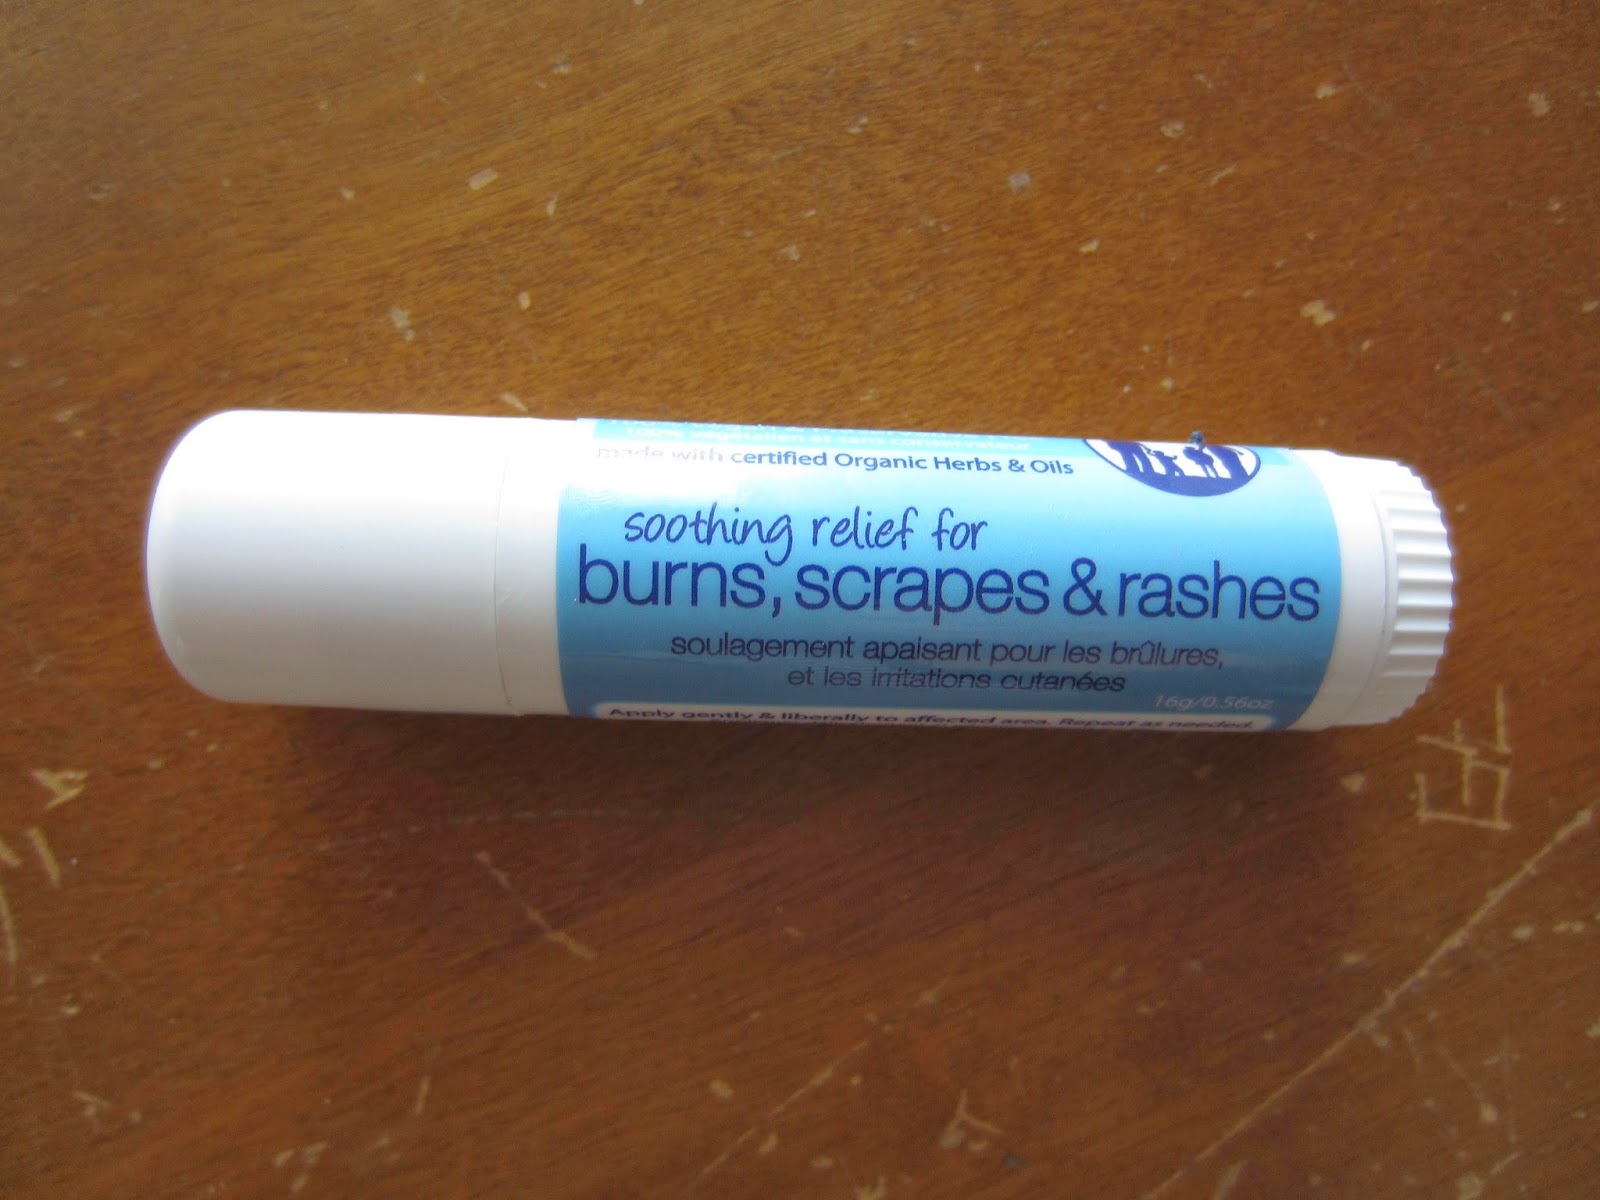 100% végétalien et sans conservateur
made with certified Organic Herbs & Oils
soothing relief for
burns, scrapes & rashes
soulagement apaisant pour les brûlures,
et les irritations cutanées
16g/0.56oz
Apply gently & liberally to affected area. Repeat as needed.